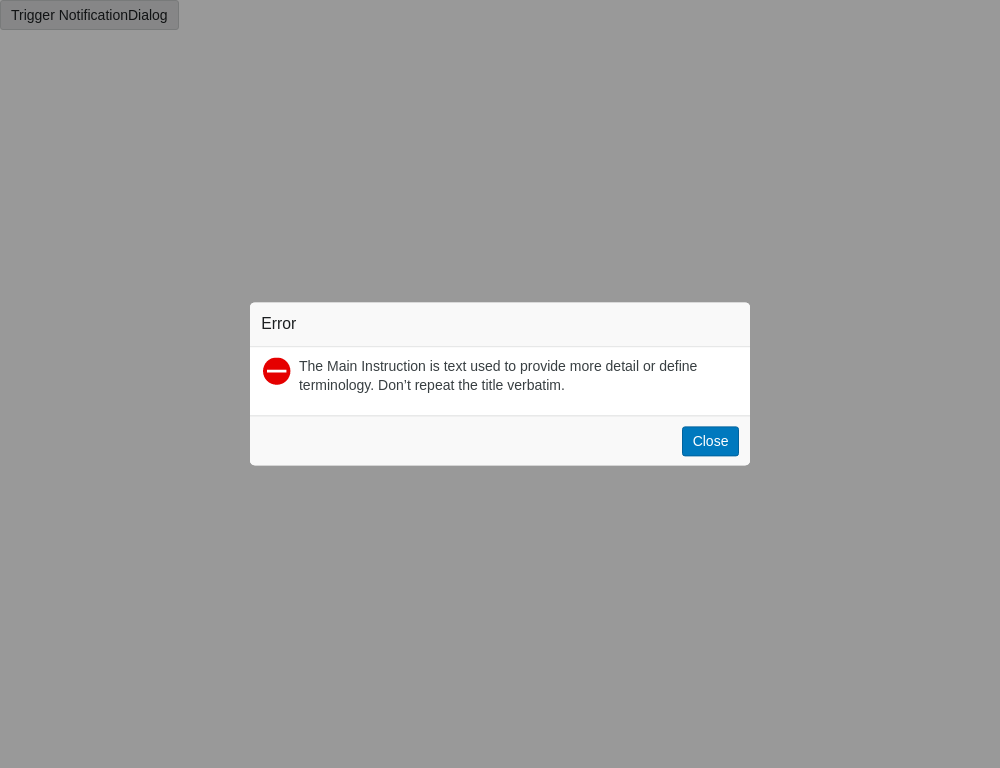 Trigger NotificationDialog
Error
The Main Instruction is text used to provide more detail or define
terminology. Don’t repeat the title verbatim.
Close